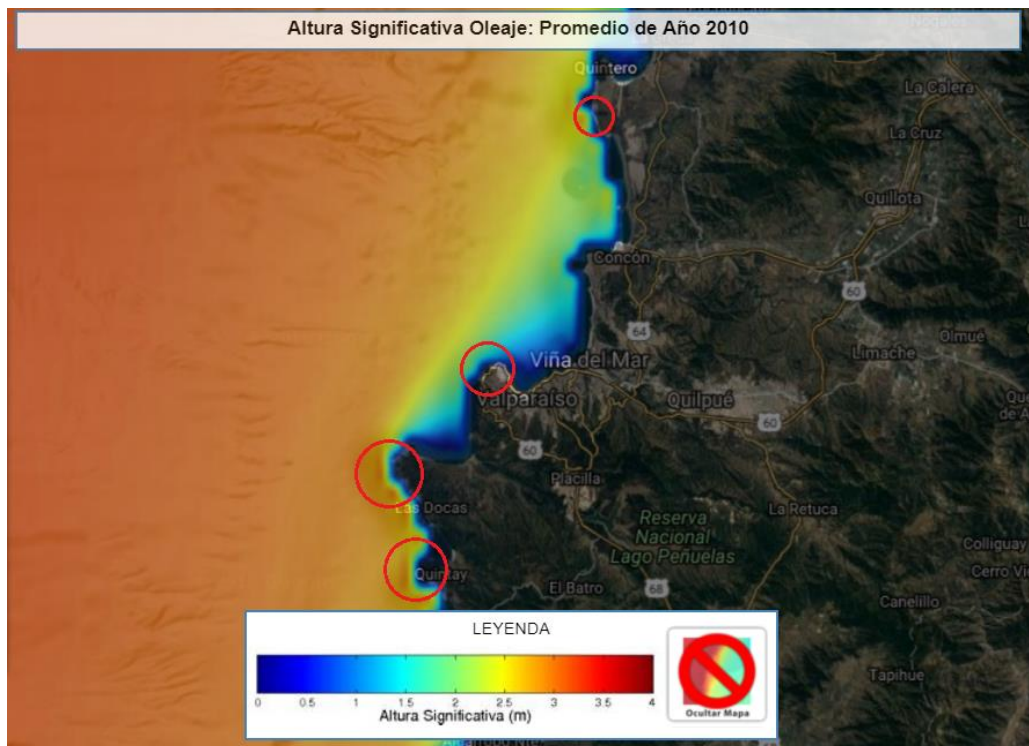 Altura Significativa Oleaje: Promedio de Año 2010
Nogales
Quintero
La Calera
La Cruz
Quillota
Concón
60
64
Olmué
Viña del Mar
Limache
Valparaíso
Quilpué
60
60
Placilla
Las Docas
La Retuca
Reserva
Nacional
Lago Peñuelas
Colliguay
Quintay
El Batro
68
Canelillo
LEYENDA
0 0.5 1 1.5 2 2.5 3 3.5 4
Altura Significativa (m)
Ocultar Mapa
Tapihue